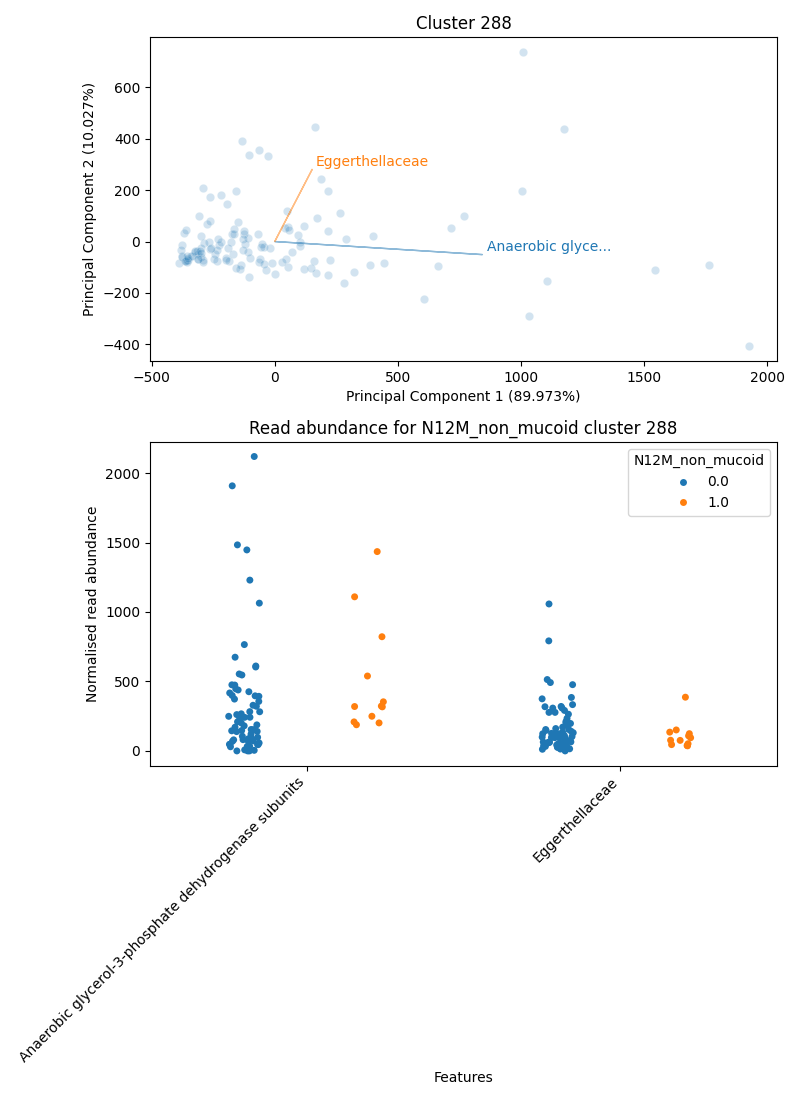 Cluster 288
Principal Component 2 (10.027%)
600
400
200
0
−200
−400
Eggerthellaceae
Anaerobic glyce...
−500
0
500
1000
1500
2000
Principal Component 1 (89.973%)
Read abundance for N12M_non_mucoid cluster 288
Normalised read abundance
2000
1500
1000
500
0
N12M_non_mucoid
0.0
1.0
Anaerobic glycerol-3-phosphate dehydrogenase subunits
Eggerthellaceae
Features